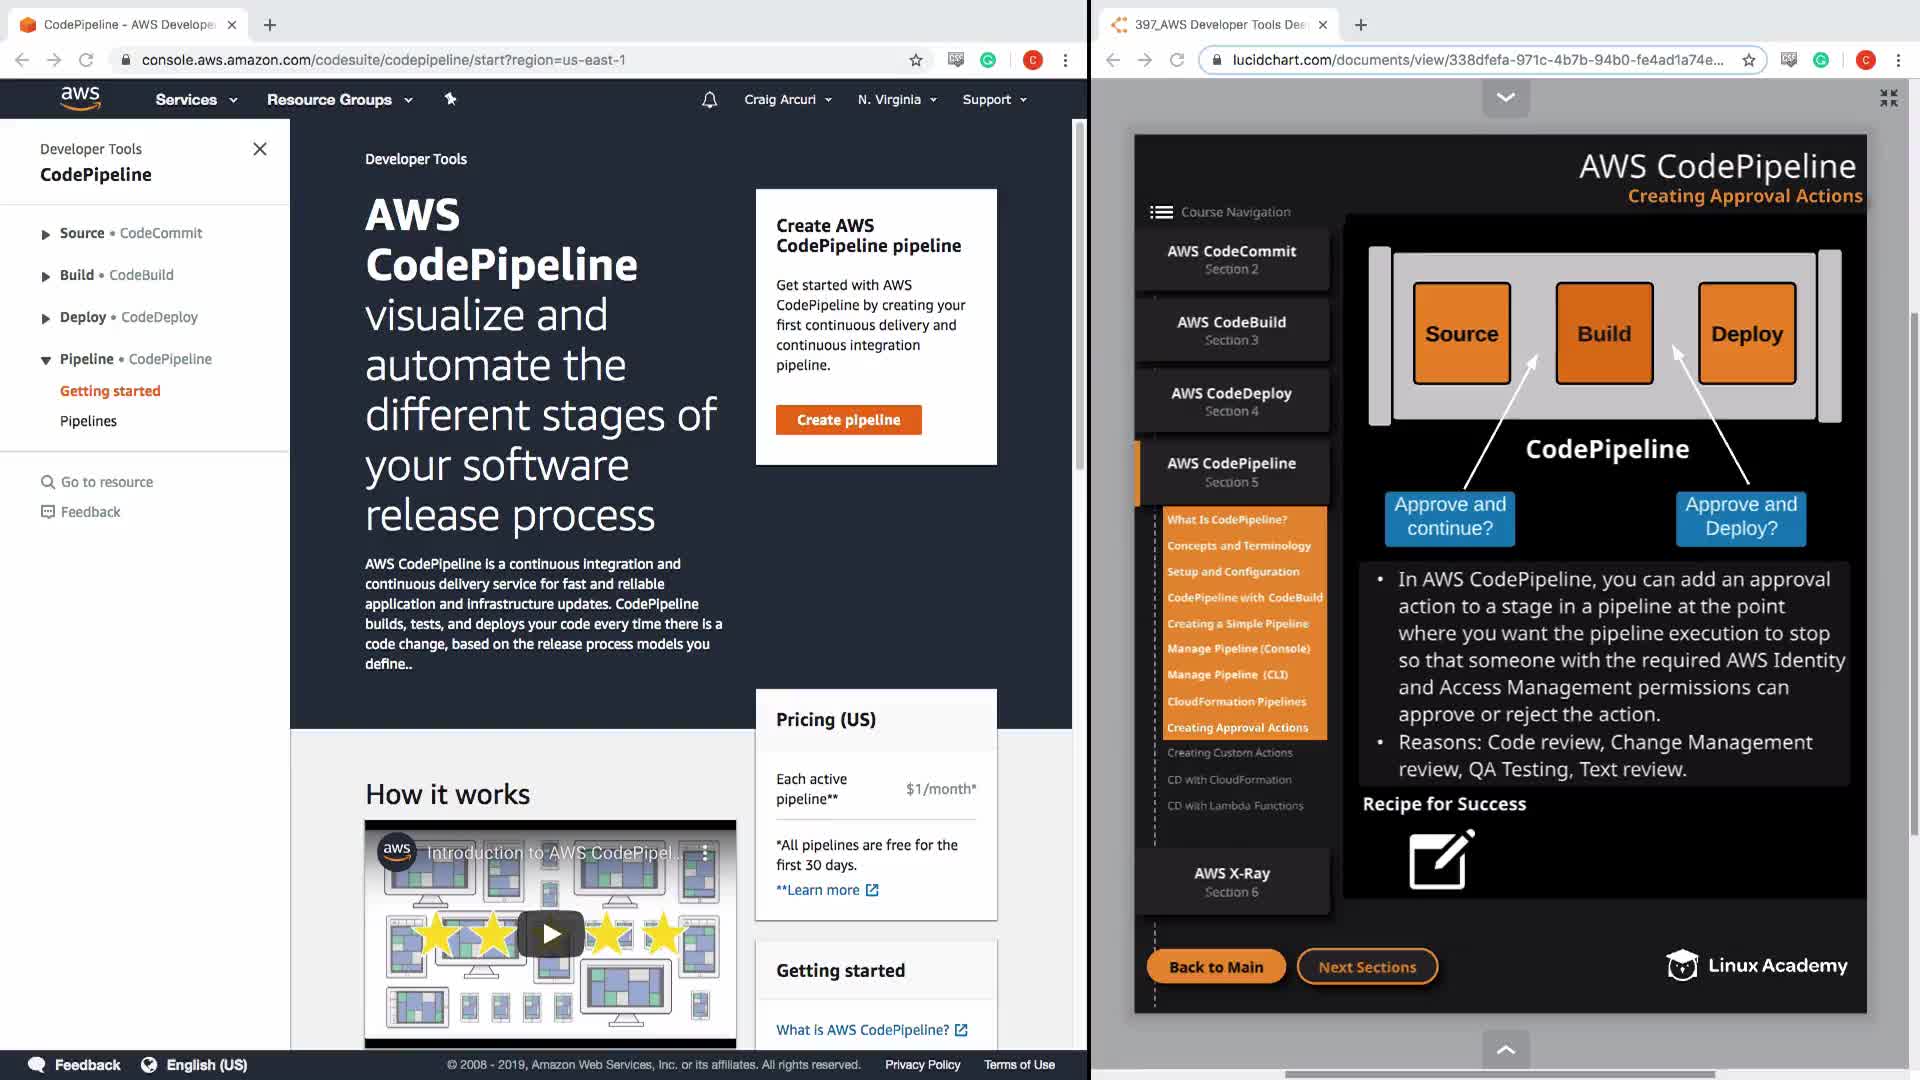 CodePipeline - AWS Develope
console.aws.amazon.com/codesuite/codepipeline/start?region=us-east-1
aws
Services
Resource Groups
Craig Arcuri
N. Virginia
Support
Developer Tools
CodePipeline
Source • CodeCommit
Build • CodeBuild
Deploy • CodeDeploy
Pipeline • CodePipeline
Getting started
Pipelines
Go to resource
Feedback
Developer Tools
AWS
CodePipeline
visualize and
automate the
different stages of
your software
release process
AWS CodePipeline is a continuous integration and
continuous delivery service for fast and reliable
application and infrastructure updates. CodePipeline
builds, tests, and deploys your code every time there is a
code change, based on the release process models you
define..
Create AWS
CodePipeline pipeline
Get started with AWS
CodePipeline by creating your
first continuous delivery and
continuous integration
pipeline.
Create pipeline
Pricing (US)
Each active
pipeline**
$1/month*
*All pipelines are free for the
first 30 days.
**Learn more
Getting started
What is AWS CodePipeline?
How it works
aws
Introduction to AWS CodePipel...
Feedback
English (US)
© 2008 - 2019, Amazon Web Services, Inc. or its affiliates. All rights reserved.
Privacy Policy
Terms of Use
397_AWS Developer Tools Dee
lucidchart.com/documents/view/338dfefa-971c-4b7b-94b0-fe4ad1a74e...
C
C
AWS CodePipeline
Creating Approval Actions
Course Navigation
AWS CodeCommit
Section 2
AWS CodeBuild
Section 3
AWS CodeDeploy
Section 4
AWS CodePipeline
Section 5
What Is CodePipeline?
Concepts and Terminology
Setup and Configuration
CodePipeline with CodeBuild
Creating a Simple Pipeline
Manage Pipeline (Console)
Manage Pipeline (CLI)
CloudFormation Pipelines
Creating Approval Actions
Creating Custom Actions
CD with CloudFormation
CD with Lambda Functions
AWS X-Ray
Section 6
Source
Build
Deploy
CodePipeline
Approve and
continue?
Approve and
Deploy?
• In AWS CodePipeline, you can add an approval
action to a stage in a pipeline at the point
where you want the pipeline execution to stop
so that someone with the required AWS Identity
and Access Management permissions can
approve or reject the action.
• Reasons: Code review, Change Management
review, QA Testing, Text review.
Recipe for Success
Back to Main
Next Sections
Linux Academy